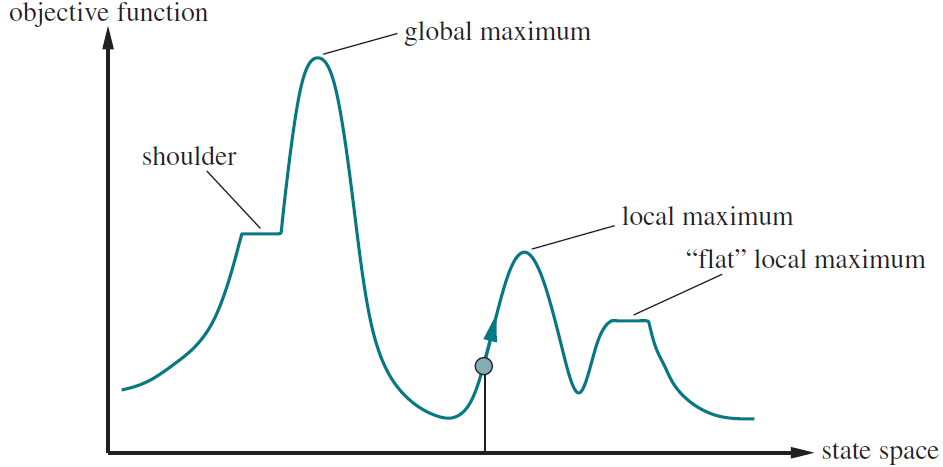 objective function
global maximum
shoulder
local maximum
“flat” local maximum
state space